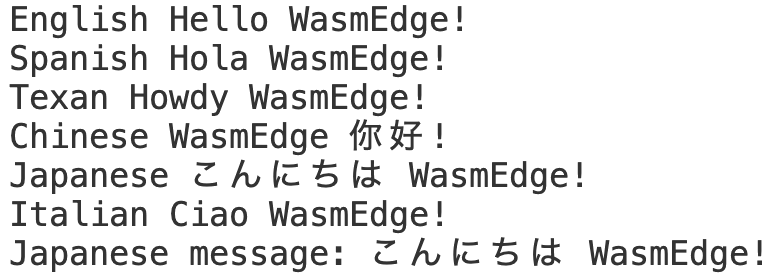 English Hello WasmEdge!
Spanish Hola WasmEdge!
Texan Howdy WasmEdge!
Chinese WasmEdge 你好!
Japanese こんにちは WasmEdge!
Italian Ciao WasmEdge!
Japanese message: こんにちは WasmEdge!